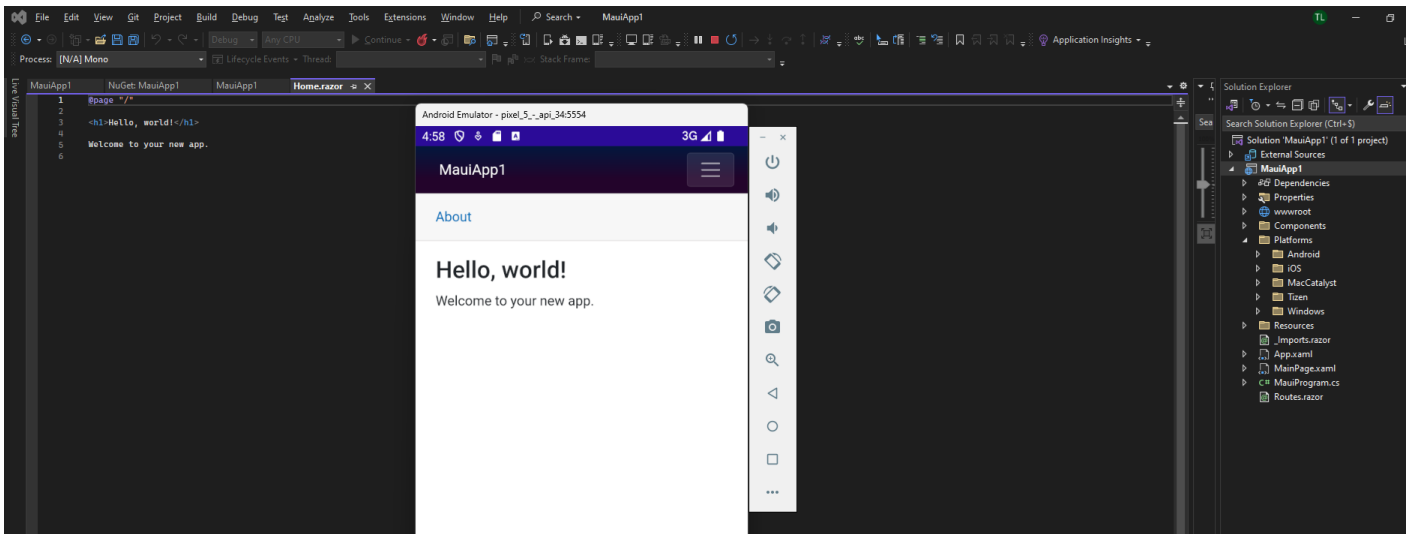 File Edit View Git Project Build Debug Test Analyze Tools Extensions Window Help Search MauiApp1 TL
Debug Any CPU Continue Application Insights
Process: [N/A] Mono Lifecycle Events Thread: Stack Frame:
Live Visual Tree
MauiApp1 NuGet: MauiApp1 MauiApp1 Home.razor
1 @page "/"
2
3 <h1>Hello, world!</h1>
4
5 Welcome to your new app.
6
Android Emulator - pixel_5_-_api_34:5554
4:58 3G
MauiApp1
About
Hello, world!
Welcome to your new app.
Sea
Solution Explorer
Search Solution Explorer (Ctrl+$)
Solution 'MauiApp1' (1 of 1 project)
External Sources
MauiApp1
Dependencies
Properties
wwwroot
Components
Platforms
Android
iOS
MacCatalyst
Tizen
Windows
Resources
_Imports.razor
App.xaml
MainPage.xaml
C# MauiProgram.cs
Routes.razor